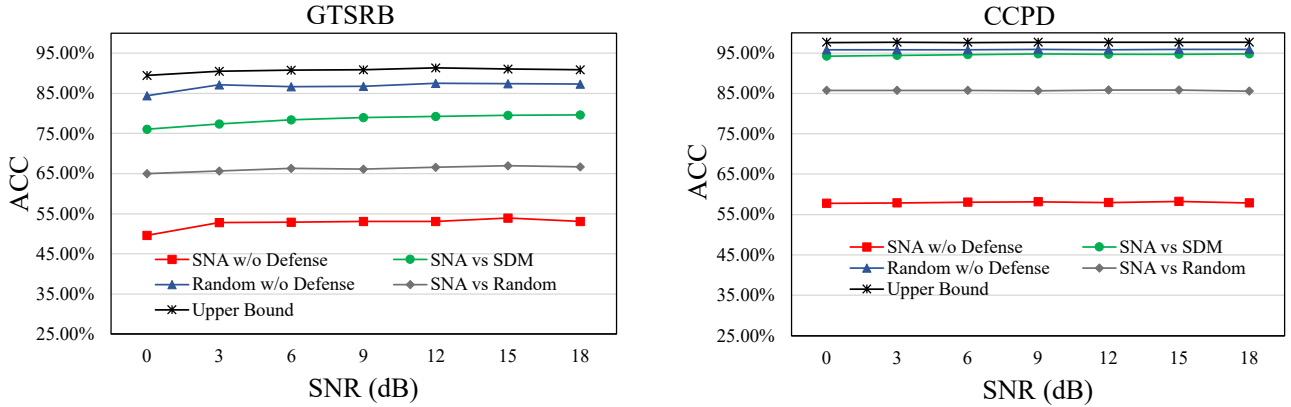 GTSRB
95.00%
85.00%
75.00%
65.00%
55.00%
45.00%
35.00%
25.00%
ACC
SNA w/o Defense
SNA vs SDM
Random w/o Defense
SNA vs Random
Upper Bound
0 3 6 9 12 15 18
SNR (dB)
CCPD
95.00%
85.00%
75.00%
65.00%
55.00%
45.00%
35.00%
25.00%
ACC
SNA w/o Defense
SNA vs SDM
Random w/o Defense
SNA vs Random
Upper Bound
0 3 6 9 12 15 18
SNR (dB)